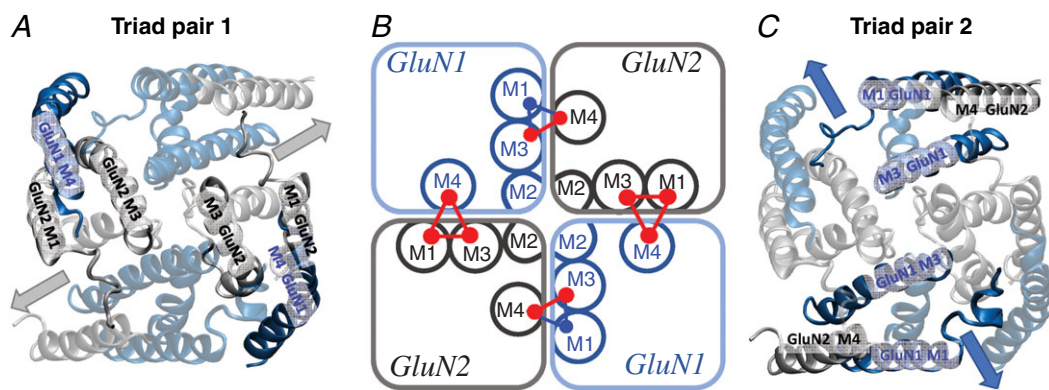 A
Triad pair 1
GluN1 M4
GluN2 M3
GluN2 M1
M3 GluN2
M1 GluN2
M4 GluN1
B
GluN1
GluN2
M1
M4
M3
M4
M2
M2
M3
M1
M1
M3
M2
M2
M4
M3
M4
M1
GluN2
GluN1
C
Triad pair 2
M1 GluN1
M4 GluN2
M3 GluN1
GluN1 M3
GluN2 M4
GluN1 M1